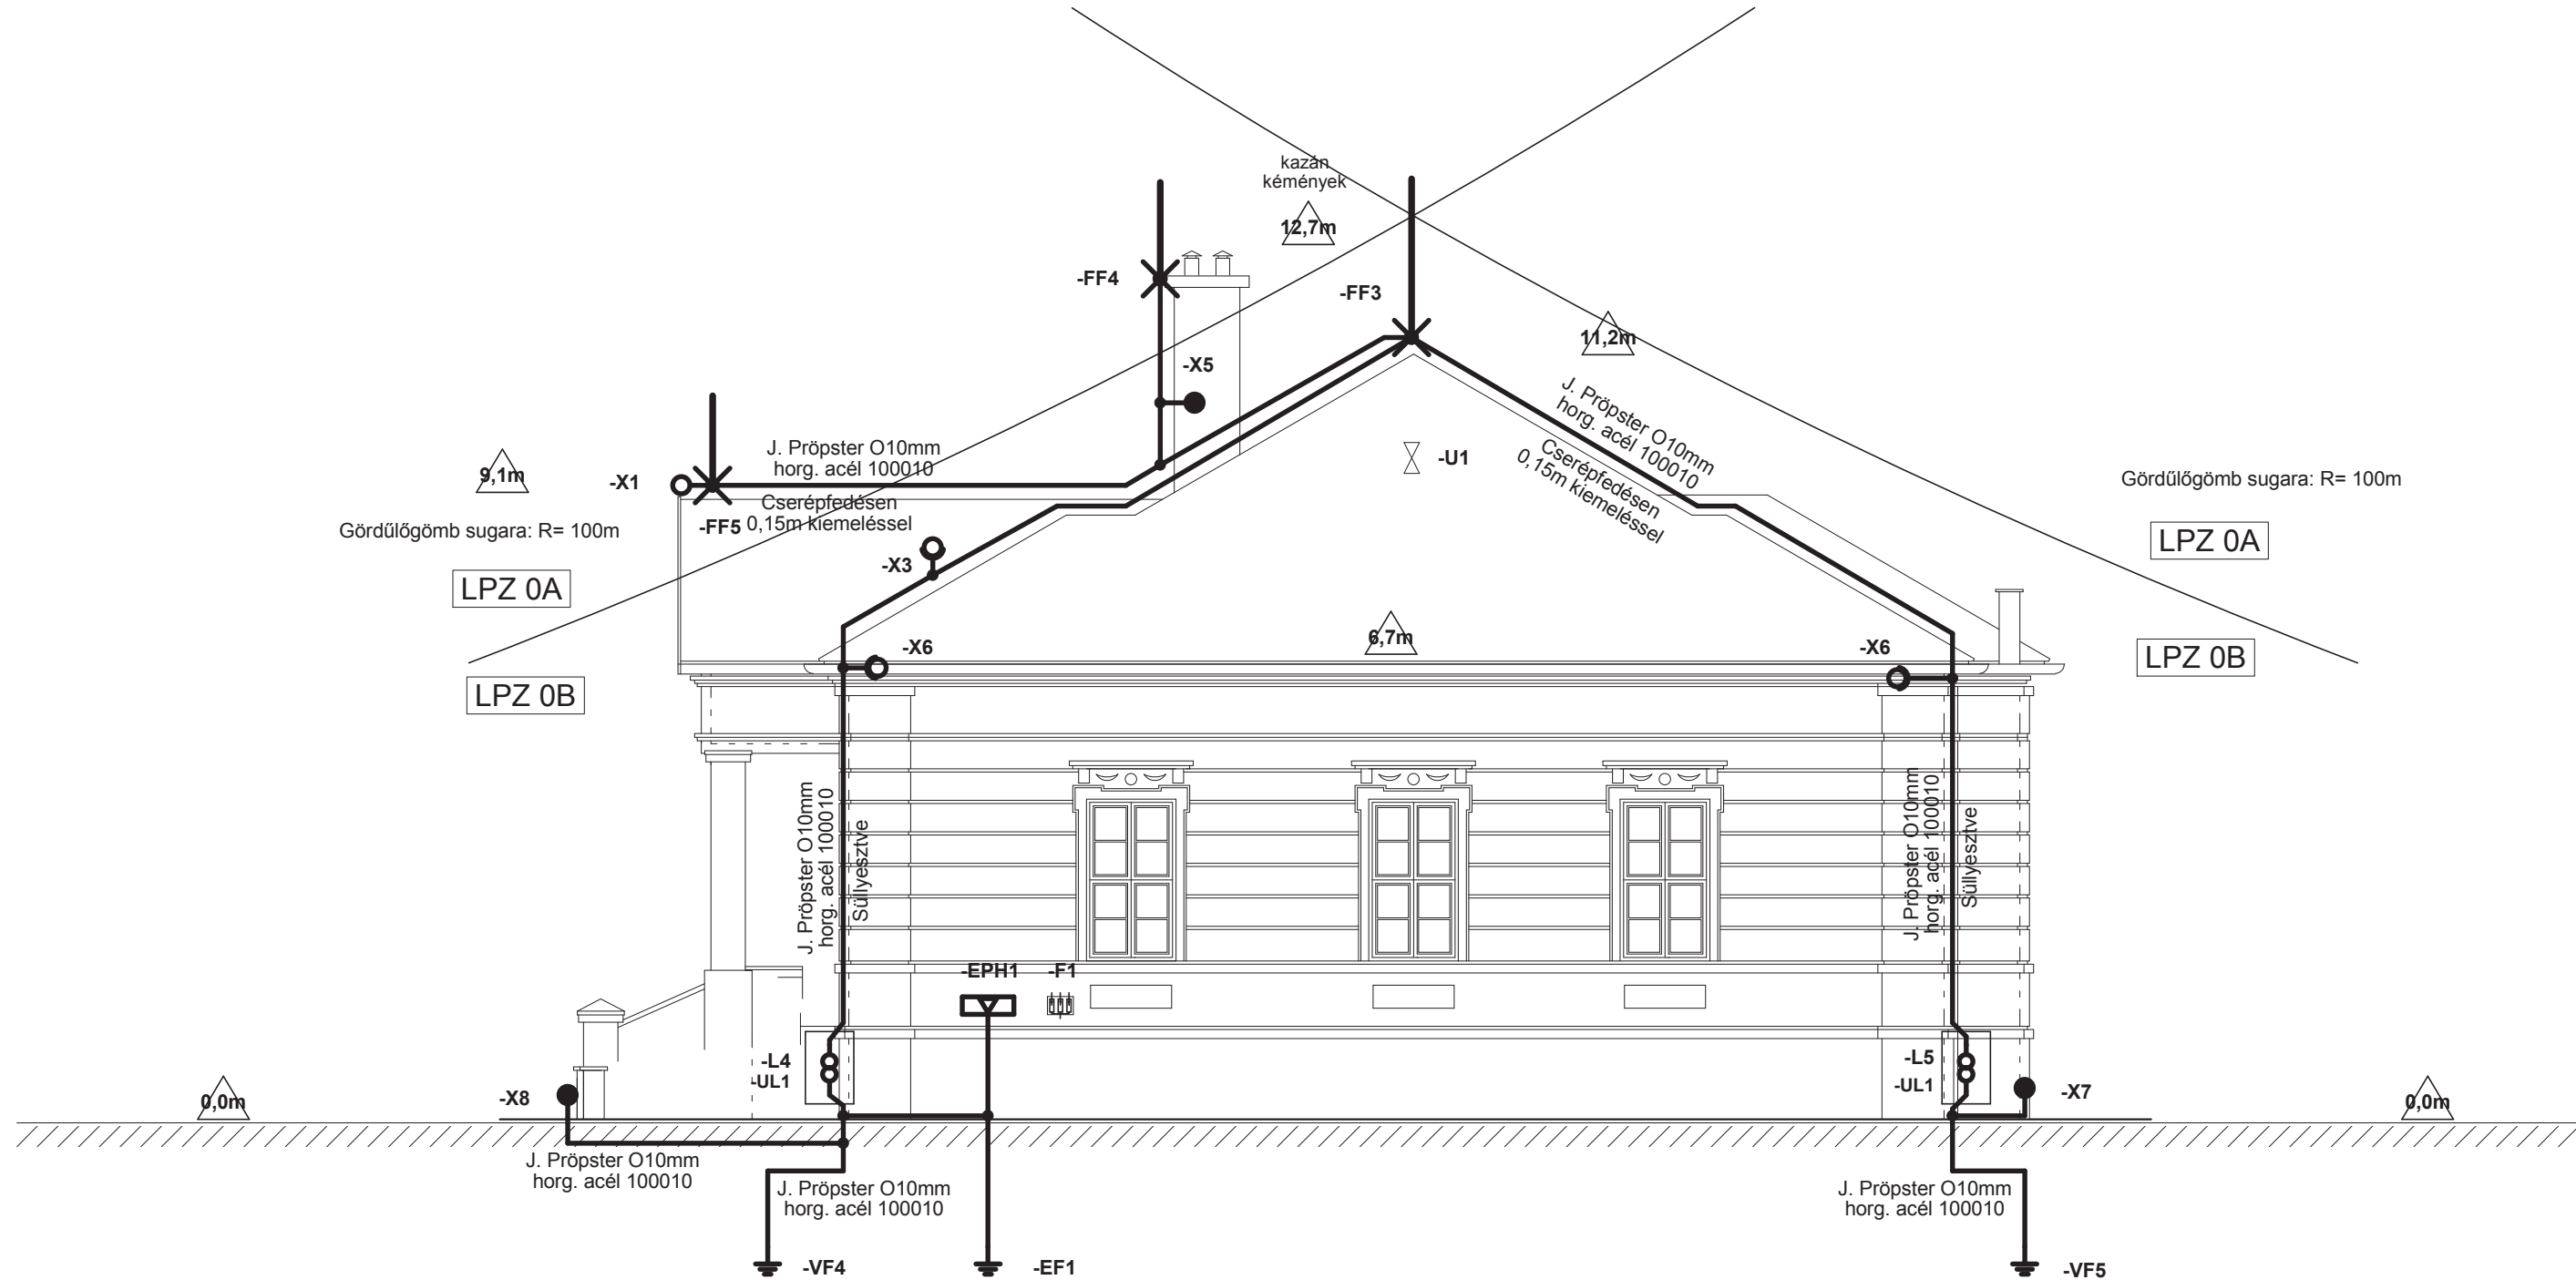 kazán
kémények
12,7m
-FF4
-FF3
11,2m
-X5
J. Pröpster O10mm
horg. acél 100010
Cserépfedésen
0,15m kiemeléssel
J. Pröpster O10mm
horg. acél 100010
Cserépfedésen
0,15m kiemeléssel
-U1
9,1m
-X1
-FF5
Gördűlőgömb sugara: R= 100m
Gördűlőgömb sugara: R= 100m
LPZ 0A
LPZ 0A
-X3
6,7m
-X6
-X6
LPZ 0B
LPZ 0B
J. Pröpster O10mm
horg. acél 100010
Süllyesztve
J. Pröpster O10mm
horg. acél 100010
Süllyesztve
-EPH1
-F1
-L4
-UL1
-L5
-UL1
-X8
-X7
0,0m
0,0m
J. Pröpster O10mm
horg. acél 100010
J. Pröpster O10mm
horg. acél 100010
J. Pröpster O10mm
horg. acél 100010
-VF4
-EF1
-VF5